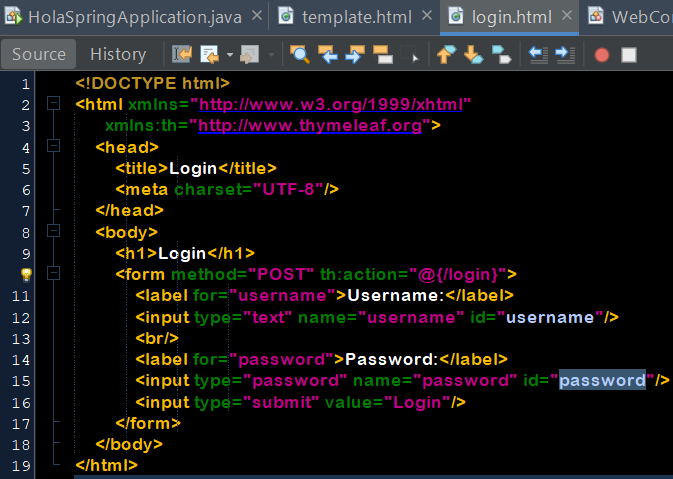 HolaSpringApplication.java × template.html × login.html × WebCon
Source History
1 <!DOCTYPE html>
2 <html xmlns="http://www.w3.org/1999/xhtml"
3 xmlns:th="http://www.thymeleaf.org">
4 <head>
5 <title>Login</title>
6 <meta charset="UTF-8"/>
7 </head>
8 <body>
9 <h1>Login</h1>
<form method="POST" th:action="@{/login}">
11 <label for="username">Username:</label>
12 <input type="text" name="username" id="username"/>
13 <br/>
14 <label for="password">Password:</label>
15 <input type="password" name="password" id="password"/>
16 <input type="submit" value="Login"/>
17 </form>
18 </body>
19 </html>